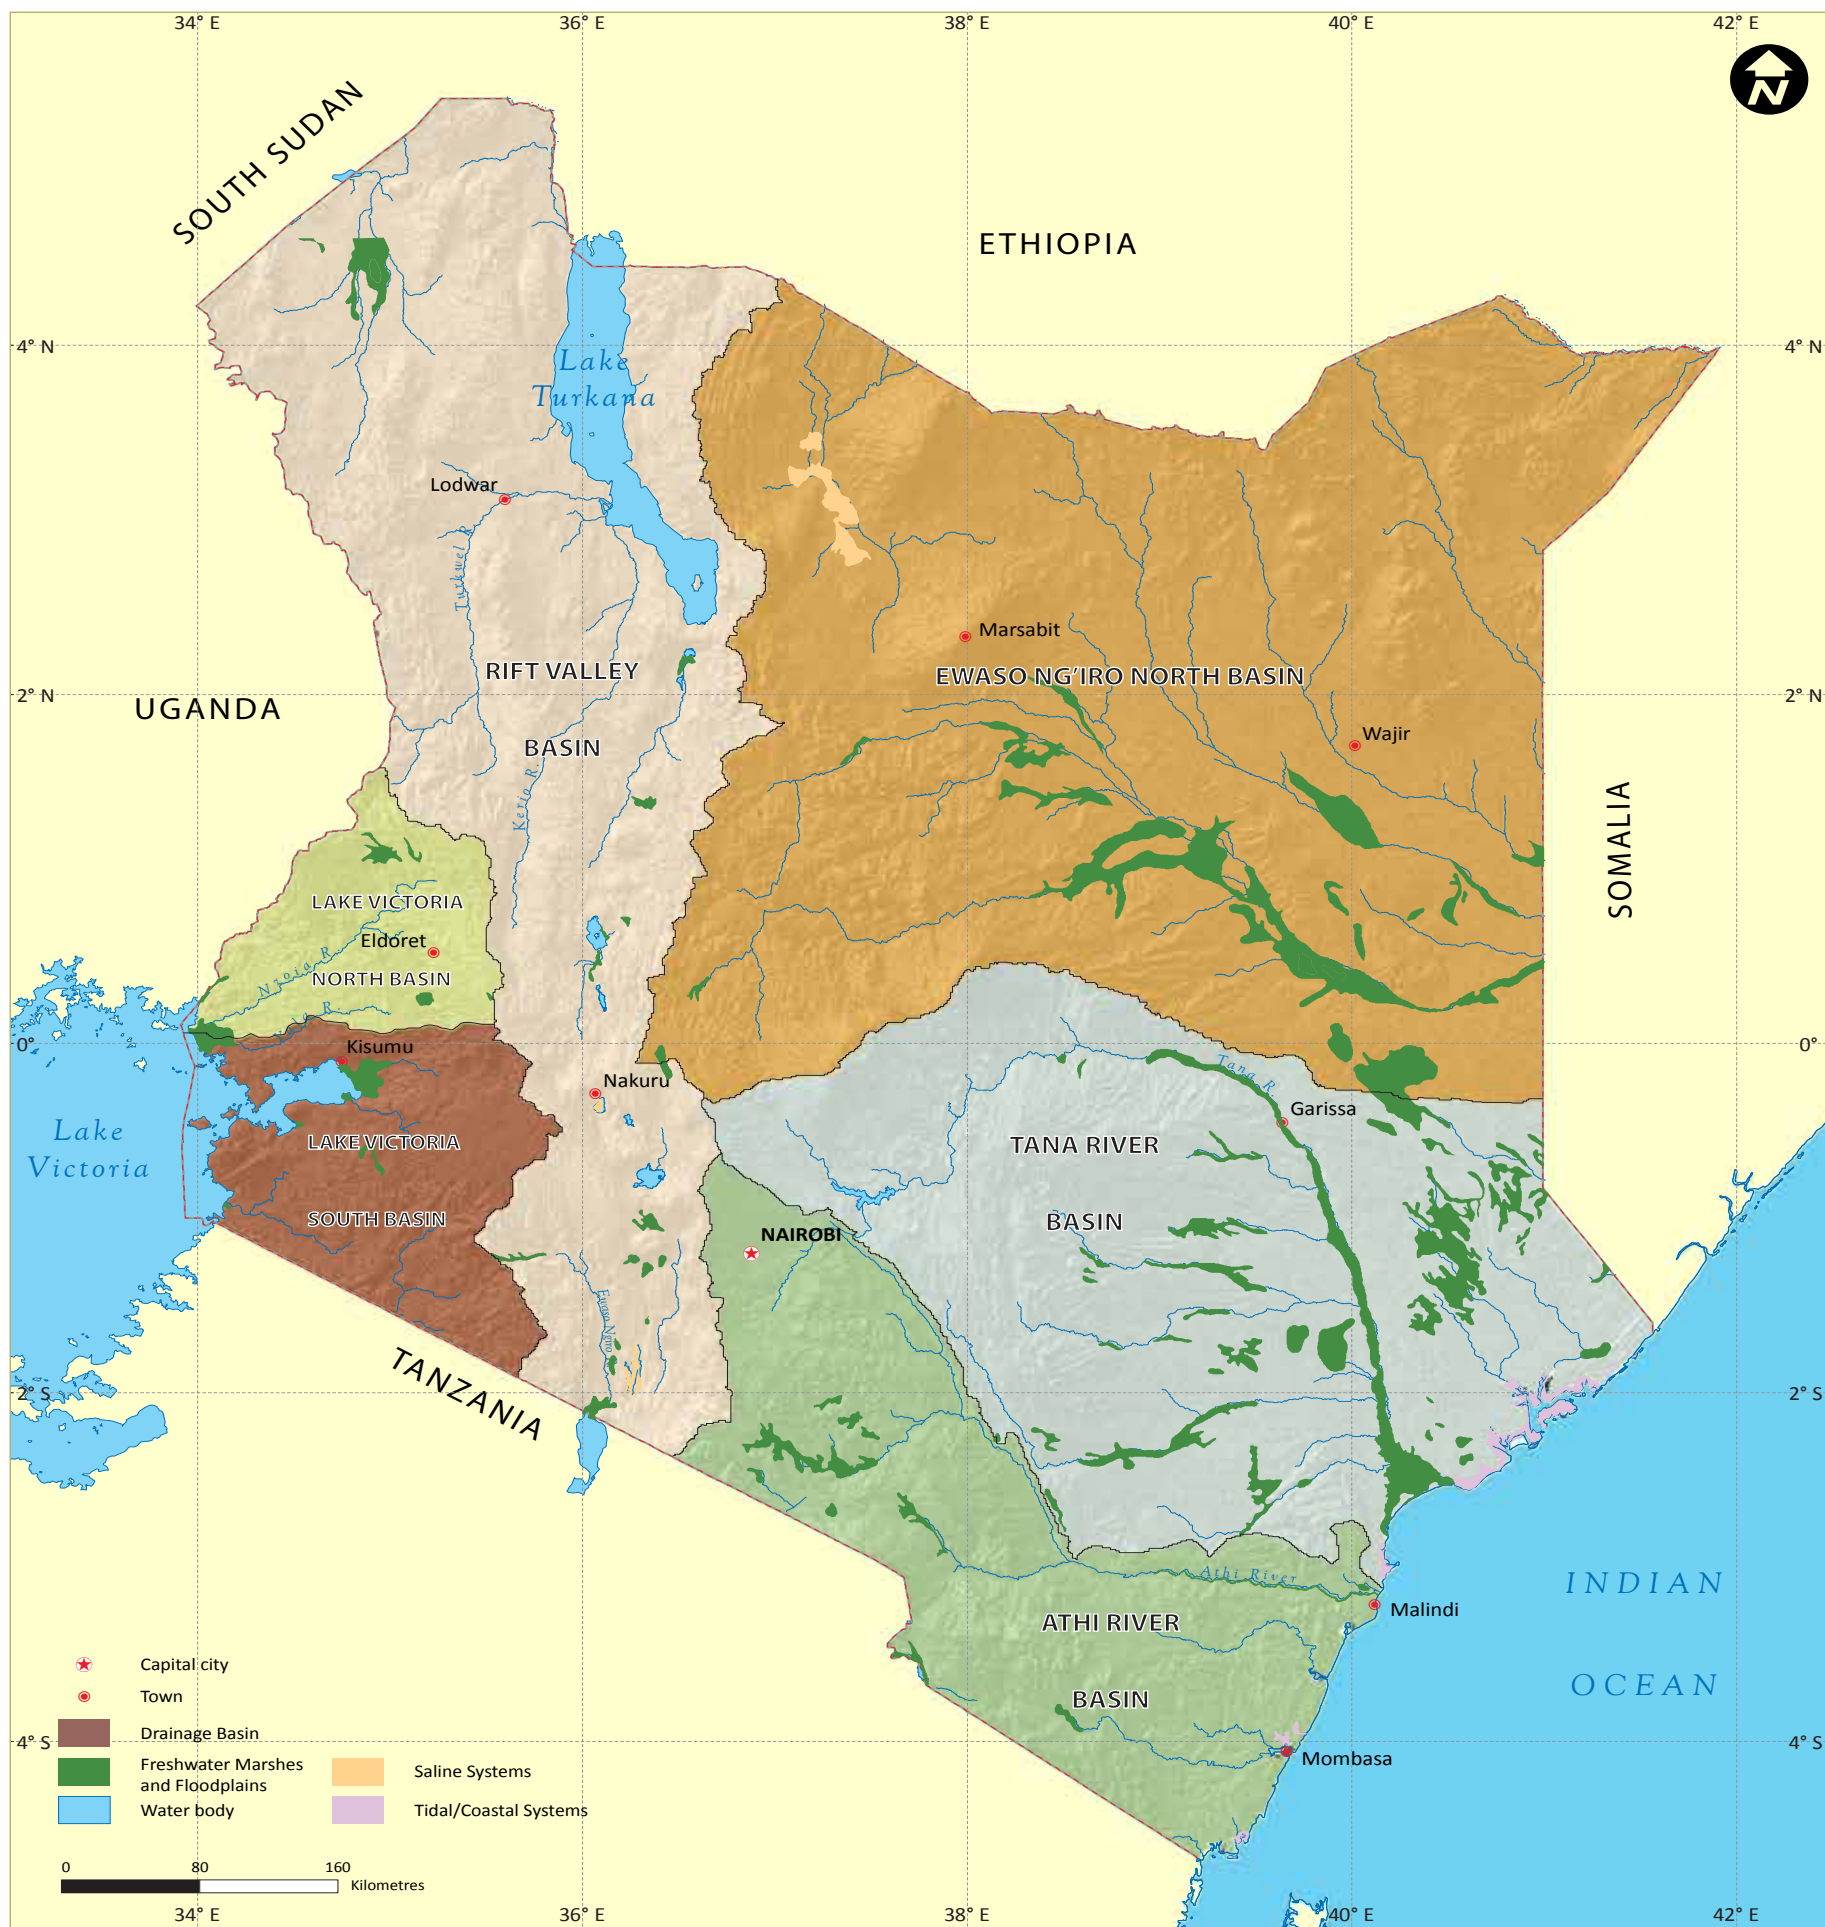 34° E
36° E
38° E
40° E
42° E
N
SOUTH SUDAN
ETHIOPIA
4° N
4° N
Lake
Turkana
Lodwar
Turkwel R.
Marsabit
RIFT VALLEY
EWASO NG'IRO NORTH BASIN
2° N
2° N
UGANDA
Wajir
BASIN
Kerio R.
SOMALIA
LAKE VICTORIA
Eldoret
Nzoia R.
NORTH BASIN
R.
0°
0°
Kisumu
Tana R.
Nakuru
Garissa
Lake
Victoria
LAKE VICTORIA
TANA RIVER
SOUTH BASIN
BASIN
NAIROBI
Ewaso Ngiro
TANZANIA
2° S
2° S
Athi River
INDIAN
Malindi
ATHI RIVER
Capital city
OCEAN
Town
BASIN
Drainage Basin
4° S
4° S
Mombasa
Freshwater Marshes
and Floodplains
Saline Systems
Water body
Tidal/Coastal Systems
0
80
160
Kilometres
34° E
36° E
38° E
40° E
42° E